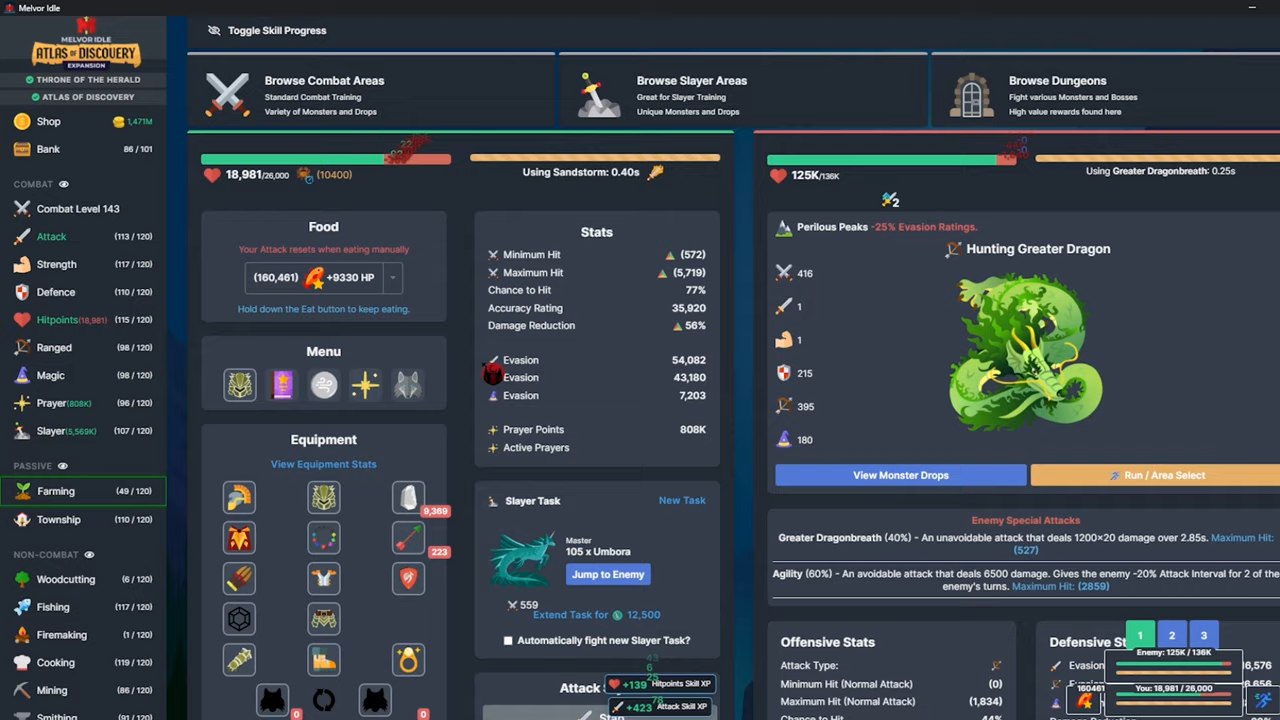 Melvor Idle
MELVOR IDLE
ATLAS OF DISCOVERY
EXPANSION
THRONE OF THE HERALD
ATLAS OF DISCOVERY
Shop 1,471M
Bank 86 / 101
COMBAT
Combat Level 143
Attack (113 / 120)
Strength (117 / 120)
Defence (110 / 120)
Hitpoints (18,981) (115 / 120)
Ranged (98 / 120)
Magic (98 / 120)
Prayer (808K) (96 / 120)
Slayer (5,569K) (107 / 120)
PASSIVE
Farming (49 / 120)
Township (110 / 120)
NON-COMBAT
Woodcutting (6 / 120)
Fishing (117 / 120)
Firemaking (1 / 120)
Cooking (119 / 120)
Mining (86 / 120)
Smithing (91 / 120)
Toggle Skill Progress
Browse Combat Areas
Standard Combat Training
Variety of Monsters and Drops
Browse Slayer Areas
Great for Slayer Training
Unique Monsters and Drops
Browse Dungeons
Fight various Monsters and Bosses
High value rewards found here
18,981/26,000 (10400)
Using Sandstorm: 0.40s
Food
Your Attack resets when eating manually
(160,461) +9330 HP
Hold down the Eat button to keep eating.
Menu
Equipment
View Equipment Stats
9,369
223
0
0
Stats
Minimum Hit (572)
Maximum Hit (5,719)
Chance to Hit 77%
Accuracy Rating 35,920
Damage Reduction 56%
Evasion 54,082
Evasion 43,180
Evasion 7,203
Prayer Points 808K
Active Prayers
Slayer Task New Task
Master
105 x Umbora
Jump to Enemy
559
Extend Task for 12,500
Automatically fight new Slayer Task?
+139 Hitpoints Skill XP
+423 Attack Skill XP
125K/136K
Using Greater Dragonbreath: 0.25s
2
Perilous Peaks -25% Evasion Ratings.
Hunting Greater Dragon
416
1
1
215
395
180
View Monster Drops
Run / Area Select
Enemy Special Attacks
Greater Dragonbreath (40%) - An unavoidable attack that deals 1200×20 damage over 2.85s. Maximum Hit:
(527)
Agility (60%) - An avoidable attack that deals 6500 damage. Gives the enemy -20% Attack Interval for 2 of the
enemy's turns. Maximum Hit: (2859)
Offensive Stats
Attack Type:
Minimum Hit (Normal Attack) (0)
Maximum Hit (Normal Attack) (1,834)
Chance to Hit 44%
1 2 3
Enemy: 125K / 136K
160461
You: 18,981 / 26,000